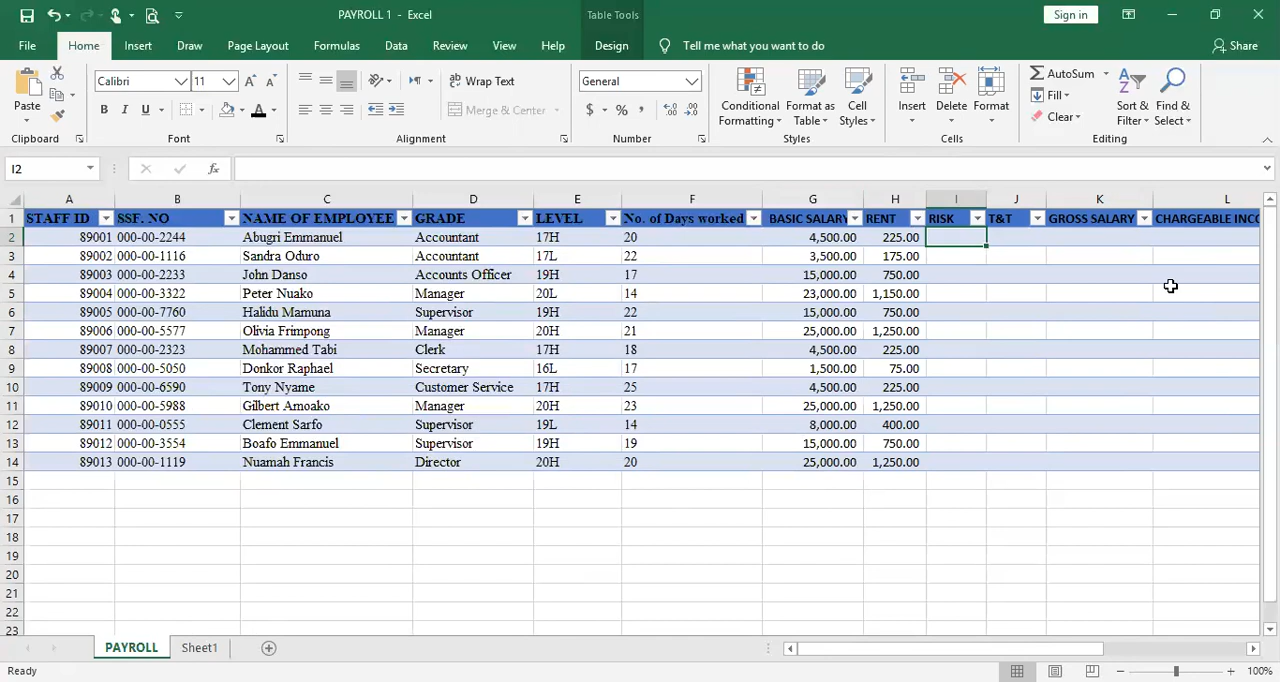 PAYROLL 1 - Excel
Table Tools
Sign in
File Home Insert Draw Page Layout Formulas Data Review View Help Design Tell me what you want to do Share
Paste
Calibri 11
B I U A
Wrap Text
Merge & Center
General
$ % ,
Conditional Formatting
Format as Table
Cell Styles
Insert Delete Format
AutoSum
Fill
Clear
Sort & Filter
Find & Select
Clipboard Font Alignment Number Styles Cells Editing
I2 fx
A B C D E F G H I J K L
1 STAFF ID SSF. NO NAME OF EMPLOYEE GRADE LEVEL No. of Days worked BASIC SALARY RENT RISK T&T GROSS SALARY CHARGEABLE INCO
2 89001 000-00-2244 Abugri Emmanuel Accountant 17H 20 4,500.00 225.00
3 89002 000-00-1116 Sandra Oduro Accountant 17L 22 3,500.00 175.00
4 89003 000-00-2233 John Danso Accounts Officer 19H 17 15,000.00 750.00
5 89004 000-00-3322 Peter Nuako Manager 20L 14 23,000.00 1,150.00
6 89005 000-00-7760 Halidu Mamuna Supervisor 19H 22 15,000.00 750.00
7 89006 000-00-5577 Olivia Frimpong Manager 20H 21 25,000.00 1,250.00
8 89007 000-00-2323 Mohammed Tabi Clerk 17H 18 4,500.00 225.00
9 89008 000-00-5050 Donkor Raphael Secretary 16L 17 1,500.00 75.00
10 89009 000-00-6590 Tony Nyame Customer Service 17H 25 4,500.00 225.00
11 89010 000-00-5988 Gilbert Amoako Manager 20H 23 25,000.00 1,250.00
12 89011 000-00-0555 Clement Sarfo Supervisor 19L 14 8,000.00 400.00
13 89012 000-00-3554 Boafo Emmanuel Supervisor 19H 19 15,000.00 750.00
14 89013 000-00-1119 Nuamah Francis Director 20H 20 25,000.00 1,250.00
15
16
17
18
19
20
21
22
23
PAYROLL Sheet1
Ready 100%